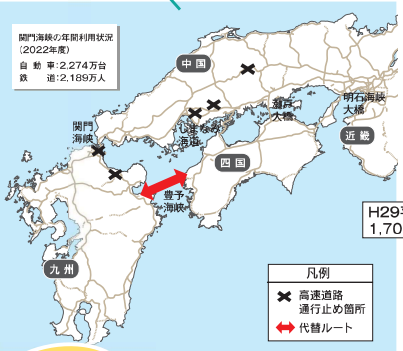 関門海峡の年間利用状況
(2022年度)
自 動 車:2,274万台
鉄　　道:2,189万人
中国
関門
海峡
しまなみ
海道
瀬戸
大橋
明石海峡
大橋
近畿
四国
豊予
海峡
九州
H29
1,70
凡例
高速道路
通行止め箇所
代替ルート